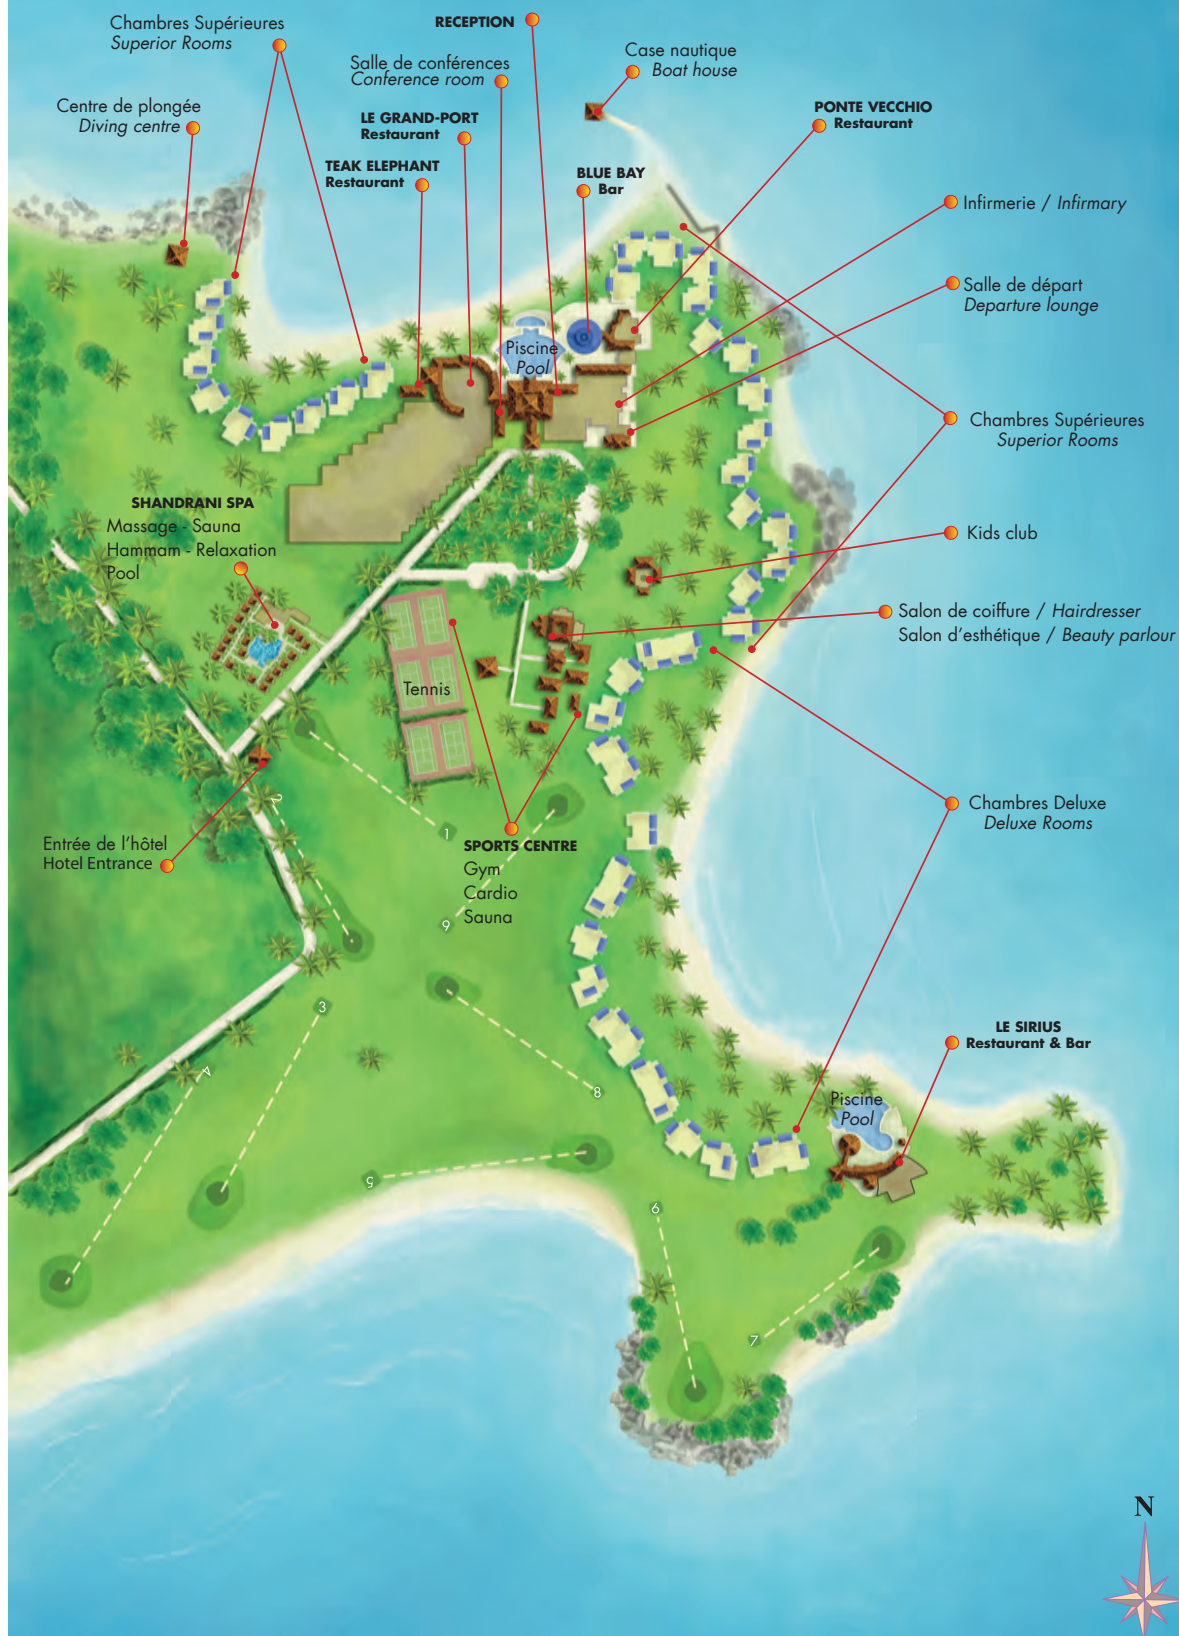 Chambres Supérieures
Superior Rooms
RECEPTION
Salle de conférences
Conference room
Case nautique
Boat house
Centre de plongée
Diving centre
LE GRAND-PORT
Restaurant
PONTE VECCHIO
Restaurant
TEAK ELEPHANT
Restaurant
BLUE BAY
Bar
Infirmerie / Infirmary
Salle de départ
Departure lounge
Piscine
Pool
Chambres Supérieures
Superior Rooms
SHANDRANI SPA
Massage - Sauna
Hammam - Relaxation
Pool
Kids club
Salon de coiffure / Hairdresser
Salon d'esthétique / Beauty parlour
Tennis
2
Chambres Deluxe
Deluxe Rooms
1
Entrée de l'hôtel
Hotel Entrance
SPORTS CENTRE
Gym
Cardio
Sauna
9
3
LE SIRIUS
Restaurant & Bar
4
8
Piscine
Pool
5
6
7
N